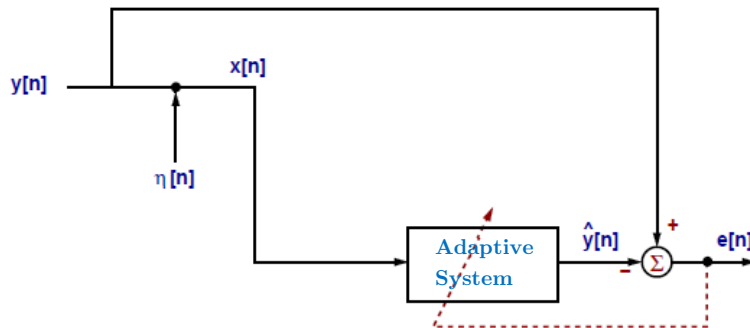 y[n]
x[n]
η[n]
Adaptive
System
ŷ[n]
+
−
Σ
e[n]